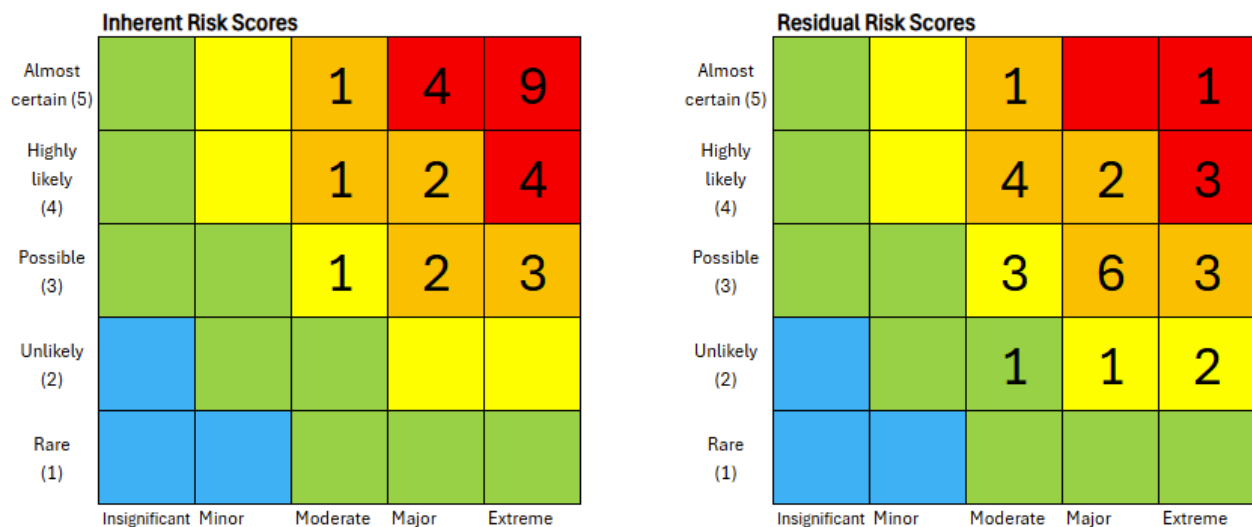 Inherent Risk Scores
Almost
certain (5)
1 4 9
Highly
likely
(4)
1 2 4
Possible
(3)
1 2 3
Unlikely
(2)
Rare
(1)
Insignificant Minor Moderate Major Extreme
Residual Risk Scores
Almost
certain (5)
1 1
Highly
likely
(4)
4 2 3
Possible
(3)
3 6 3
Unlikely
(2)
1 1 2
Rare
(1)
Insignificant Minor Moderate Major Extreme